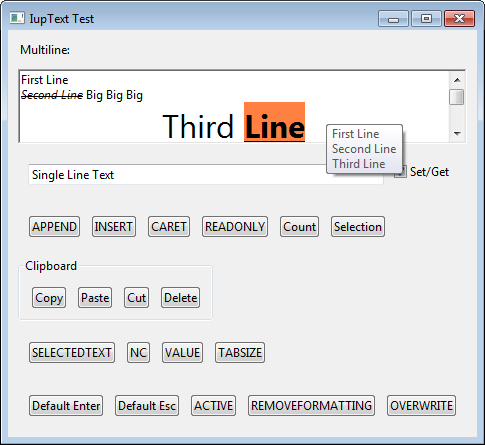 IupText Test
Multiline:
First Line
Second Line Big Big Big
Third Line
First Line
Second Line
Third Line
Single Line Text
Set/Get
APPEND INSERT CARET READONLY Count Selection
Clipboard
Copy Paste Cut Delete
SELECTEDTEXT NC VALUE TABSIZE
Default Enter Default Esc ACTIVE REMOVEFORMATTING OVERWRITE